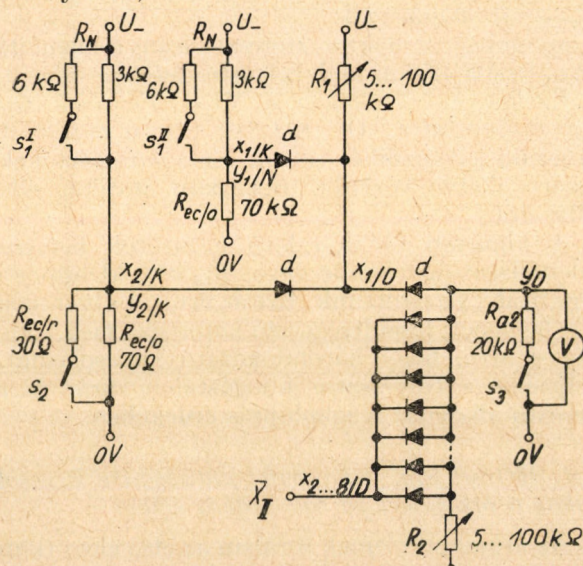 U_
U_
U_
R_N
R_N
6 kΩ
3kΩ
6kΩ
3kΩ
R_1
5...100
kΩ
s_1^I
s_1^II
x_1/K
d
y_1/N
R_ec/o
70 kΩ
0V
x_2/K
d
x_1/D
d
y_D
y_2/K
R_ec/r
30Ω
R_ec/o
70Ω
R_a2
20kΩ
V
s_2
s_3
0V
0V
X̄_II
x_2...8/D
R_2
5...100kΩ